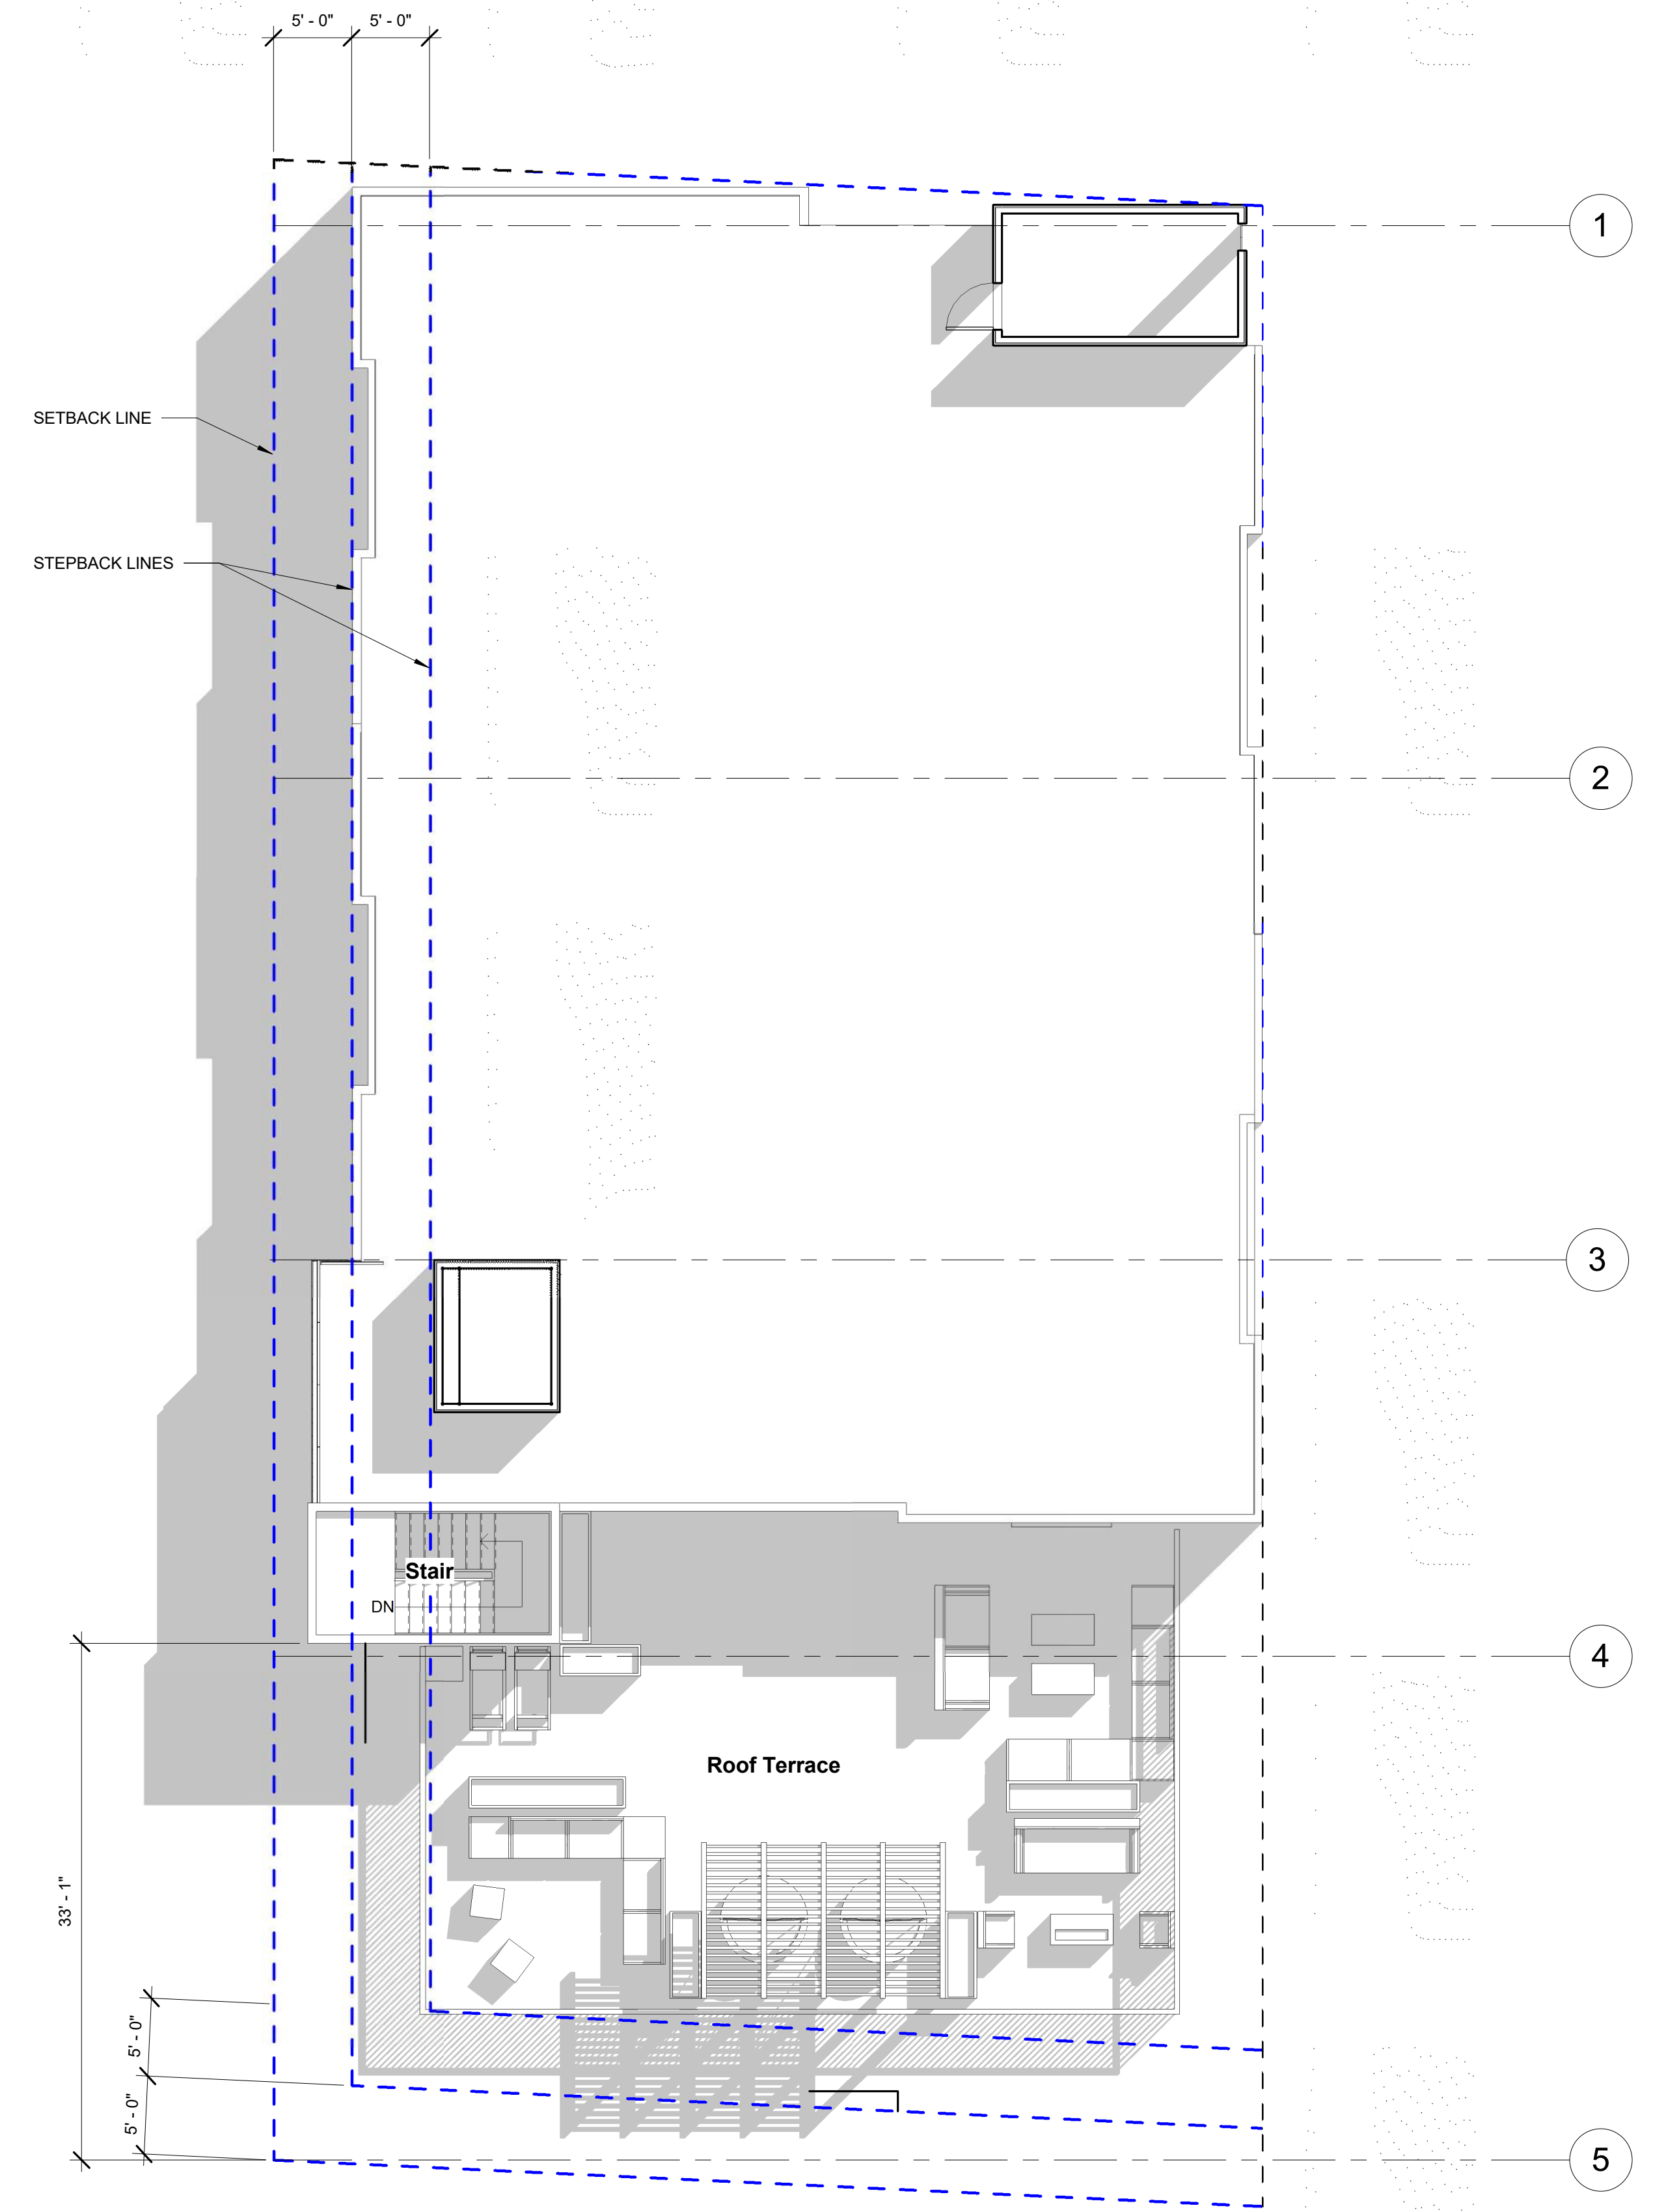 5' - 0" 5' - 0"
1
SETBACK LINE
STEPBACK LINES
2
3
Stair
DN
4
Roof Terrace
33' - 1"
5' - 0"
5' - 0"
5